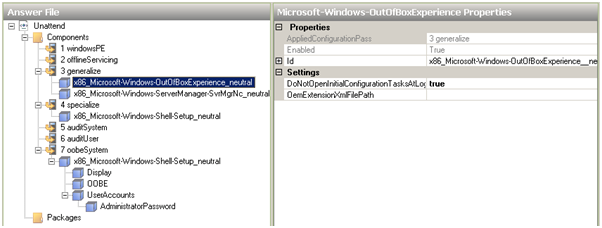 Answer File
Unattend
Components
1 windowsPE
2 offlineServicing
3 generalize
x86_Microsoft-Windows-OutOfBoxExperience_neutral
x86_Microsoft-Windows-ServerManager-SvrMgrNc_neutral
4 specialize
x86_Microsoft-Windows-Shell-Setup_neutral
5 auditSystem
6 auditUser
7 oobeSystem
x86_Microsoft-Windows-Shell-Setup_neutral
Display
OOBE
UserAccounts
AdministratorPassword
Packages
Microsoft-Windows-OutOfBoxExperience Properties
Properties
AppliedConfigurationPass 3 generalize
Enabled True
Id x86_Microsoft-Windows-OutOfBoxExperience__ne
Settings
DoNotOpenInitialConfigurationTasksAtLog true
OemExtensionXmlFilePath